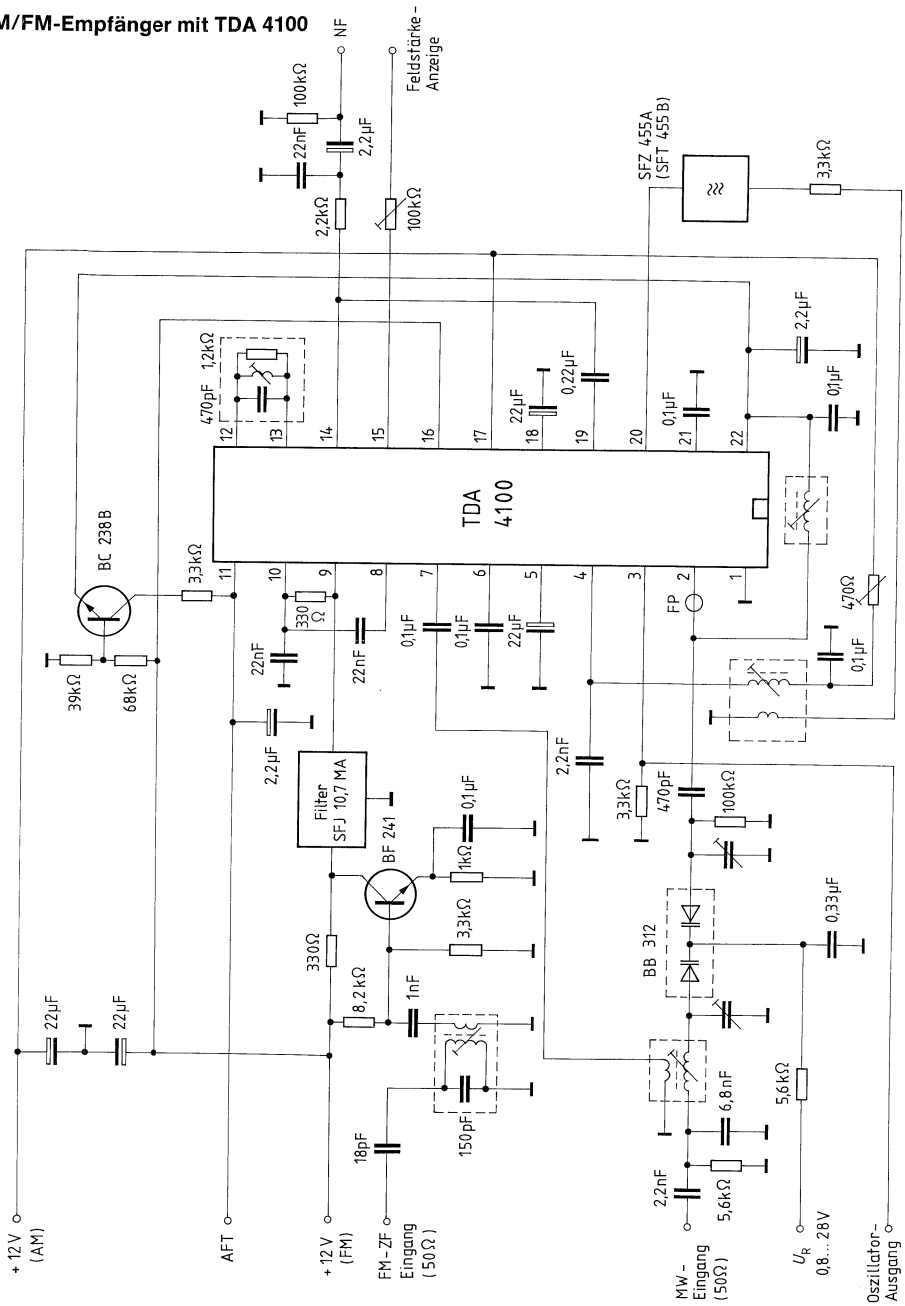 M/FM-Empfänger mit TDA 4100
NF
Feldstärke-
Anzeige
100kΩ
22nF
2,2µF
2,2kΩ
100kΩ
SFZ 455A
(SFT 455B)
3,3kΩ
1,2kΩ
470pF
22µF
0,22µF
0,1µF
2,2µF
0,1µF
12
13
14
15
16
17
18
19
20
21
22
TDA
4100
11
10
9
8
7
6
5
4
3
2
1
BC 238B
3,3kΩ
39kΩ
68kΩ
330
Ω
22nF
22nF
0,1µF
0,1µF
22µF
FP
470Ω
0,1µF
2,2µF
Filter
SFJ 10,7 MA
BF 241
0,1µF
1kΩ
3,3kΩ
2,2nF
3,3kΩ
470pF
100kΩ
330Ω
8,2kΩ
1nF
BB 312
0,33µF
22µF
22µF
18pF
150pF
6,8nF
5,6kΩ
2,2nF
5,6kΩ
+12V
(AM)
AFT
+12V
(FM)
FM-ZF
Eingang
(50Ω)
MW-
Eingang
(50Ω)
UR
0,8...28V
Oszillator-
Ausgang